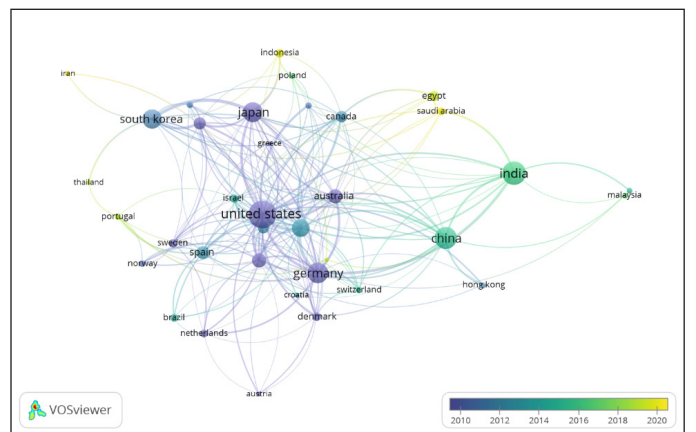 indonesia
iran
poland
egypt
saudi arabia
south korea
japan
canada
greece
india
thailand
malaysia
israel
australia
portugal
united states
china
sweden
spain
norway
germany
hong kong
croatia
switzerland
brazil
denmark
netherlands
austria
VOSviewer
2010 2012 2014 2016 2018 2020